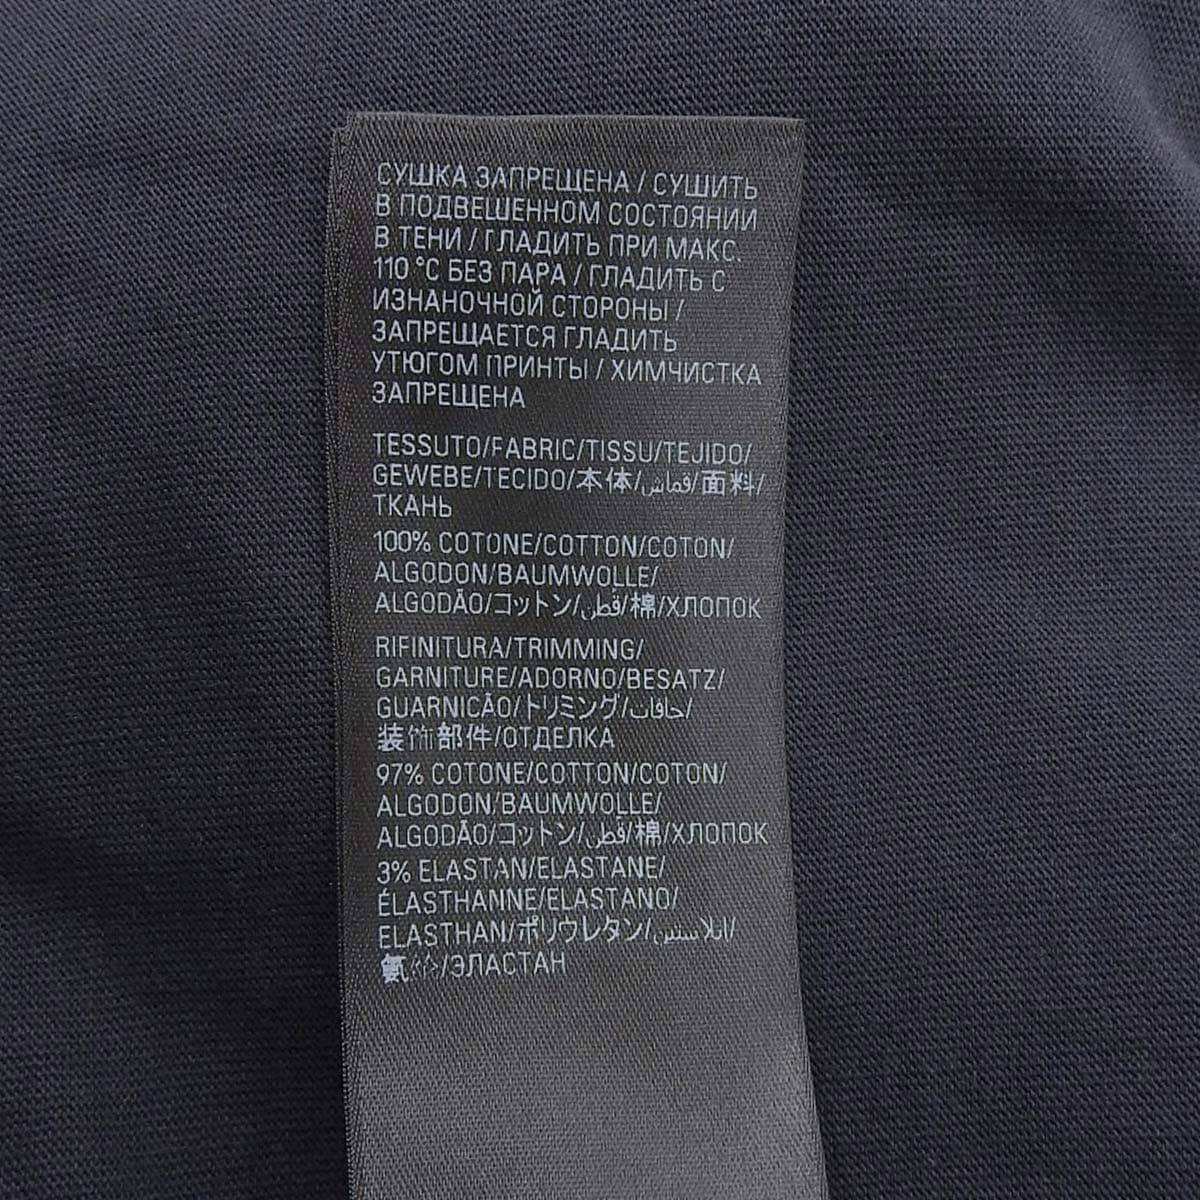 СУШКА ЗАПРЕЩЕНА / СУШИТЬ
В ПОДВЕШЕННОМ СОСТОЯНИИ
В ТЕНИ / ГЛАДИТЬ ПРИ МАКС.
110 °C БЕЗ ПАРА / ГЛАДИТЬ С
ИЗНАНОЧНОЙ СТОРОНЫ /
ЗАПРЕЩАЕТСЯ ГЛАДИТЬ
УТЮГОМ ПРИНТЫ / ХИМЧИСТКА
ЗАПРЕЩЕНА
TESSUTO/FABRIC/TISSU/TEJIDO/
GEWEBE/TECIDO/本体/قماش/面料/
ТКАНЬ
100% COTONE/COTTON/COTON/
ALGODON/BAUMWOLLE/
ALGODÃO/コットン/قطن/棉/ХЛОПОК
RIFINITURA/TRIMMING/
GARNITURE/ADORNO/BESATZ/
GUARNICÃO/トリミング/حافات/
装饰部件/ОТДЕЛКА
97% COTONE/COTTON/COTON/
ALGODON/BAUMWOLLE/
ALGODÃO/コットン/قطن/棉/ХЛОПОК
3% ELASTAN/ELASTANE/
ÉLASTHANNE/ELASTANO/
ELASTHAN/ポリウレタン/ايلاستين/
氨纶/ЭЛАСТАН